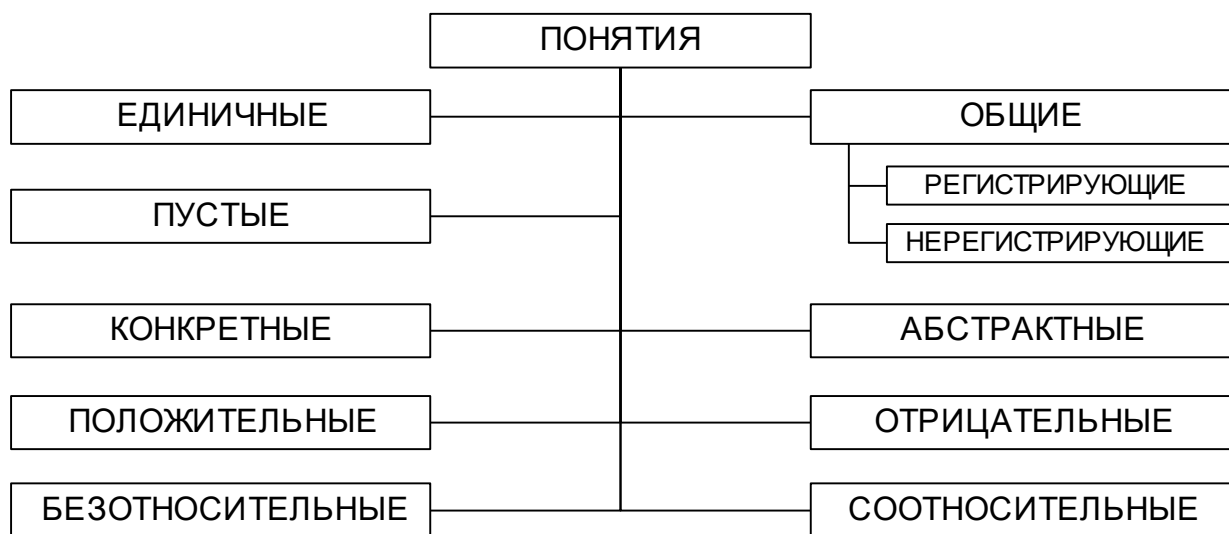 ПОНЯТИЯ
ЕДИНИЧНЫЕ
ОБЩИЕ
РЕГИСТРИРУЮЩИЕ
ПУСТЫЕ
НЕРЕГИСТРИРУЮЩИЕ
КОНКРЕТНЫЕ
АБСТРАКТНЫЕ
ПОЛОЖИТЕЛЬНЫЕ
ОТРИЦАТЕЛЬНЫЕ
БЕЗОТНОСИТЕЛЬНЫЕ
СООТНОСИТЕЛЬНЫЕ